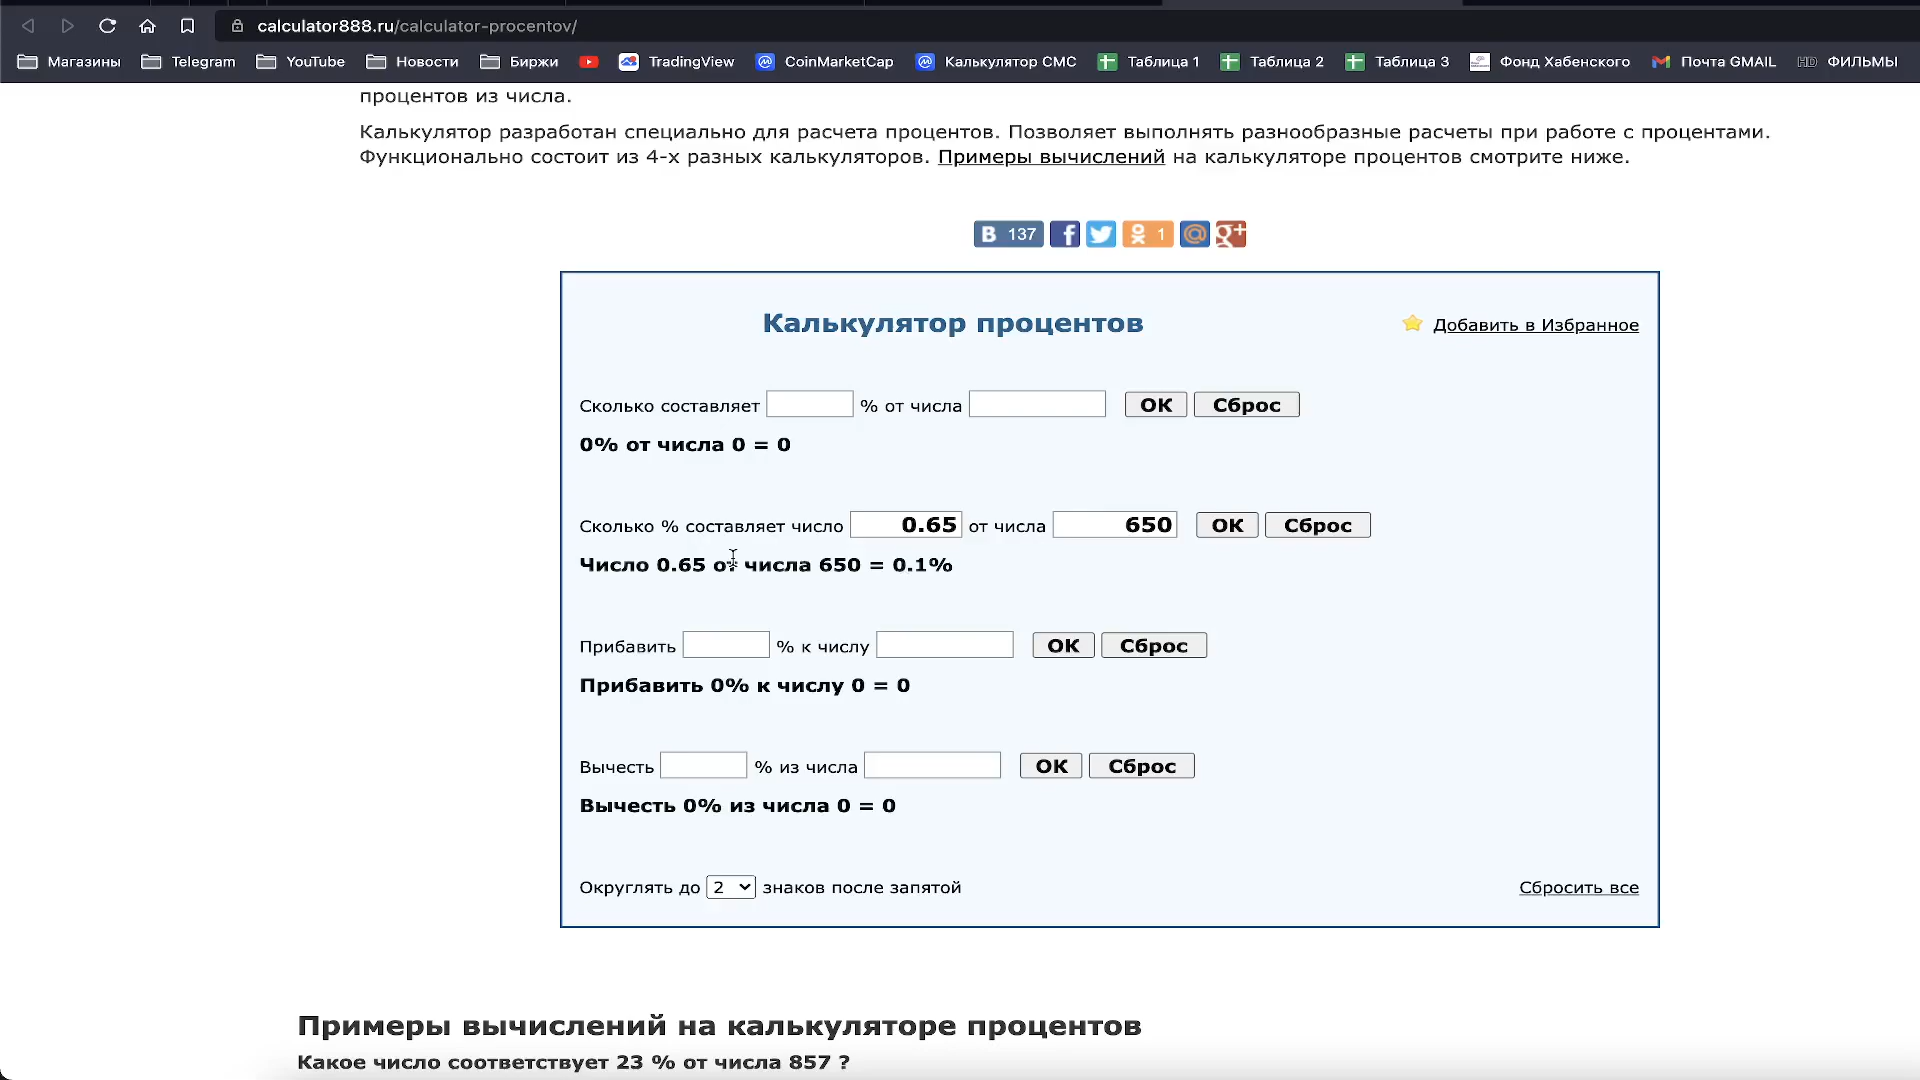 calculator888.ru/calculator-procentov/
Магазины Telegram YouTube Новости Биржи TradingView CoinMarketCap Калькулятор СМС Таблица 1 Таблица 2 Таблица 3 Фонд Хабенского Почта GMAIL HD ФИЛЬМЫ
процентов из числа.
Калькулятор разработан специально для расчета процентов. Позволяет выполнять разнообразные расчеты при работе с процентами.
Функционально состоит из 4-х разных калькуляторов. Примеры вычислений на калькуляторе процентов смотрите ниже.
B 137 f 1 @ g+
Калькулятор процентов
Добавить в Избранное
Сколько составляет % от числа ОК Сброс
0% от числа 0 = 0
Сколько % составляет число 0.65 от числа 650 ОК Сброс
Число 0.65 от числа 650 = 0.1%
Прибавить % к числу ОК Сброс
Прибавить 0% к числу 0 = 0
Вычесть % из числа ОК Сброс
Вычесть 0% из числа 0 = 0
Округлять до 2 знаков после запятой
Сбросить все
Примеры вычислений на калькуляторе процентов
Какое число соответствует 23 % от числа 857 ?